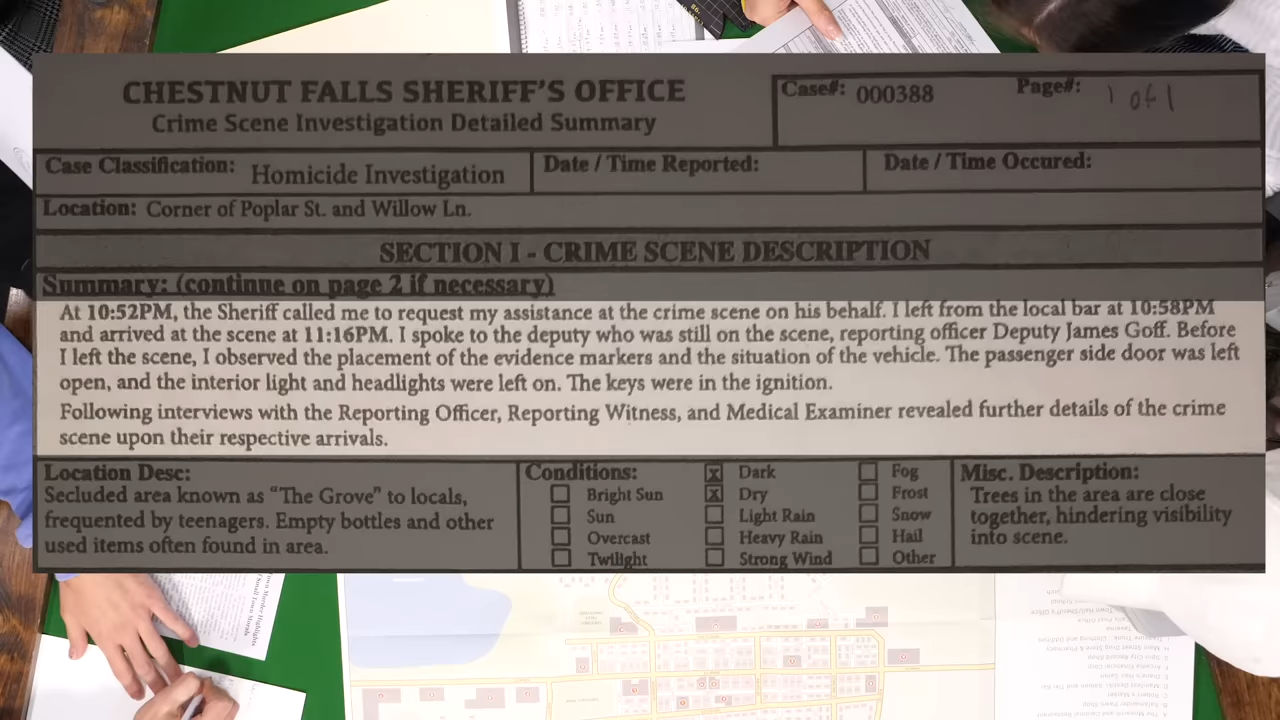 CHESTNUT FALLS SHERIFF'S OFFICE
Crime Scene Investigation Detailed Summary
Case#: 000388 Page#: 1 of 1
Case Classification: Homicide Investigation
Date / Time Reported:
Date / Time Occured:
Location: Corner of Poplar St. and Willow Ln.
SECTION I - CRIME SCENE DESCRIPTION
Summary: (continue on page 2 if necessary)
At 10:52PM, the Sheriff called me to request my assistance at the crime scene on his behalf. I left from the local bar at 10:58PM
and arrived at the scene at 11:16PM. I spoke to the deputy who was still on the scene, reporting officer Deputy James Goff. Before
I left the scene, I observed the placement of the evidence markers and the situation of the vehicle. The passenger side door was left
open, and the interior light and headlights were left on. The keys were in the ignition.
Following interviews with the Reporting Officer, Reporting Witness, and Medical Examiner revealed further details of the crime
scene upon their respective arrivals.
Location Desc:
Secluded area known as "The Grove" to locals,
frequented by teenagers. Empty bottles and other
used items often found in area.
Conditions:
Bright Sun
Sun
Overcast
Twilight
x Dark
x Dry
Light Rain
Heavy Rain
Strong Wind
Fog
Frost
Snow
Hail
Other
Misc. Description:
Trees in the area are close
together, hindering visibility
into scene.